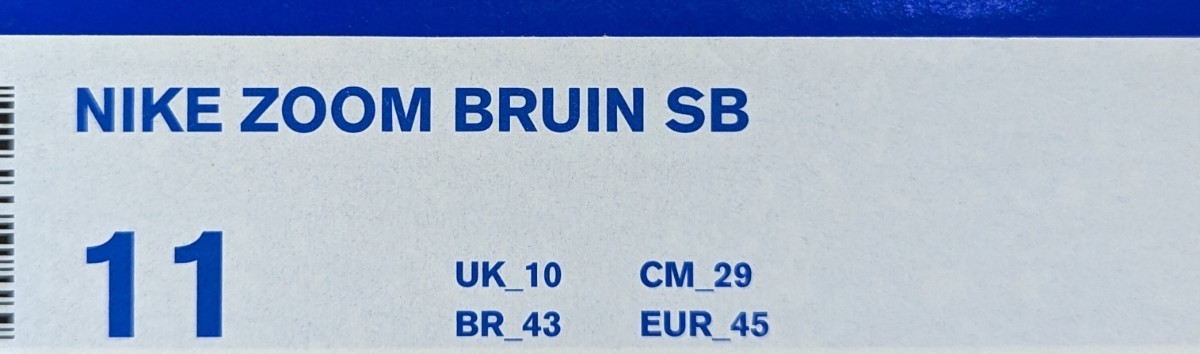 NIKE ZOOM BRUIN SB
11
UK_10 CM_29
BR_43 EUR_45